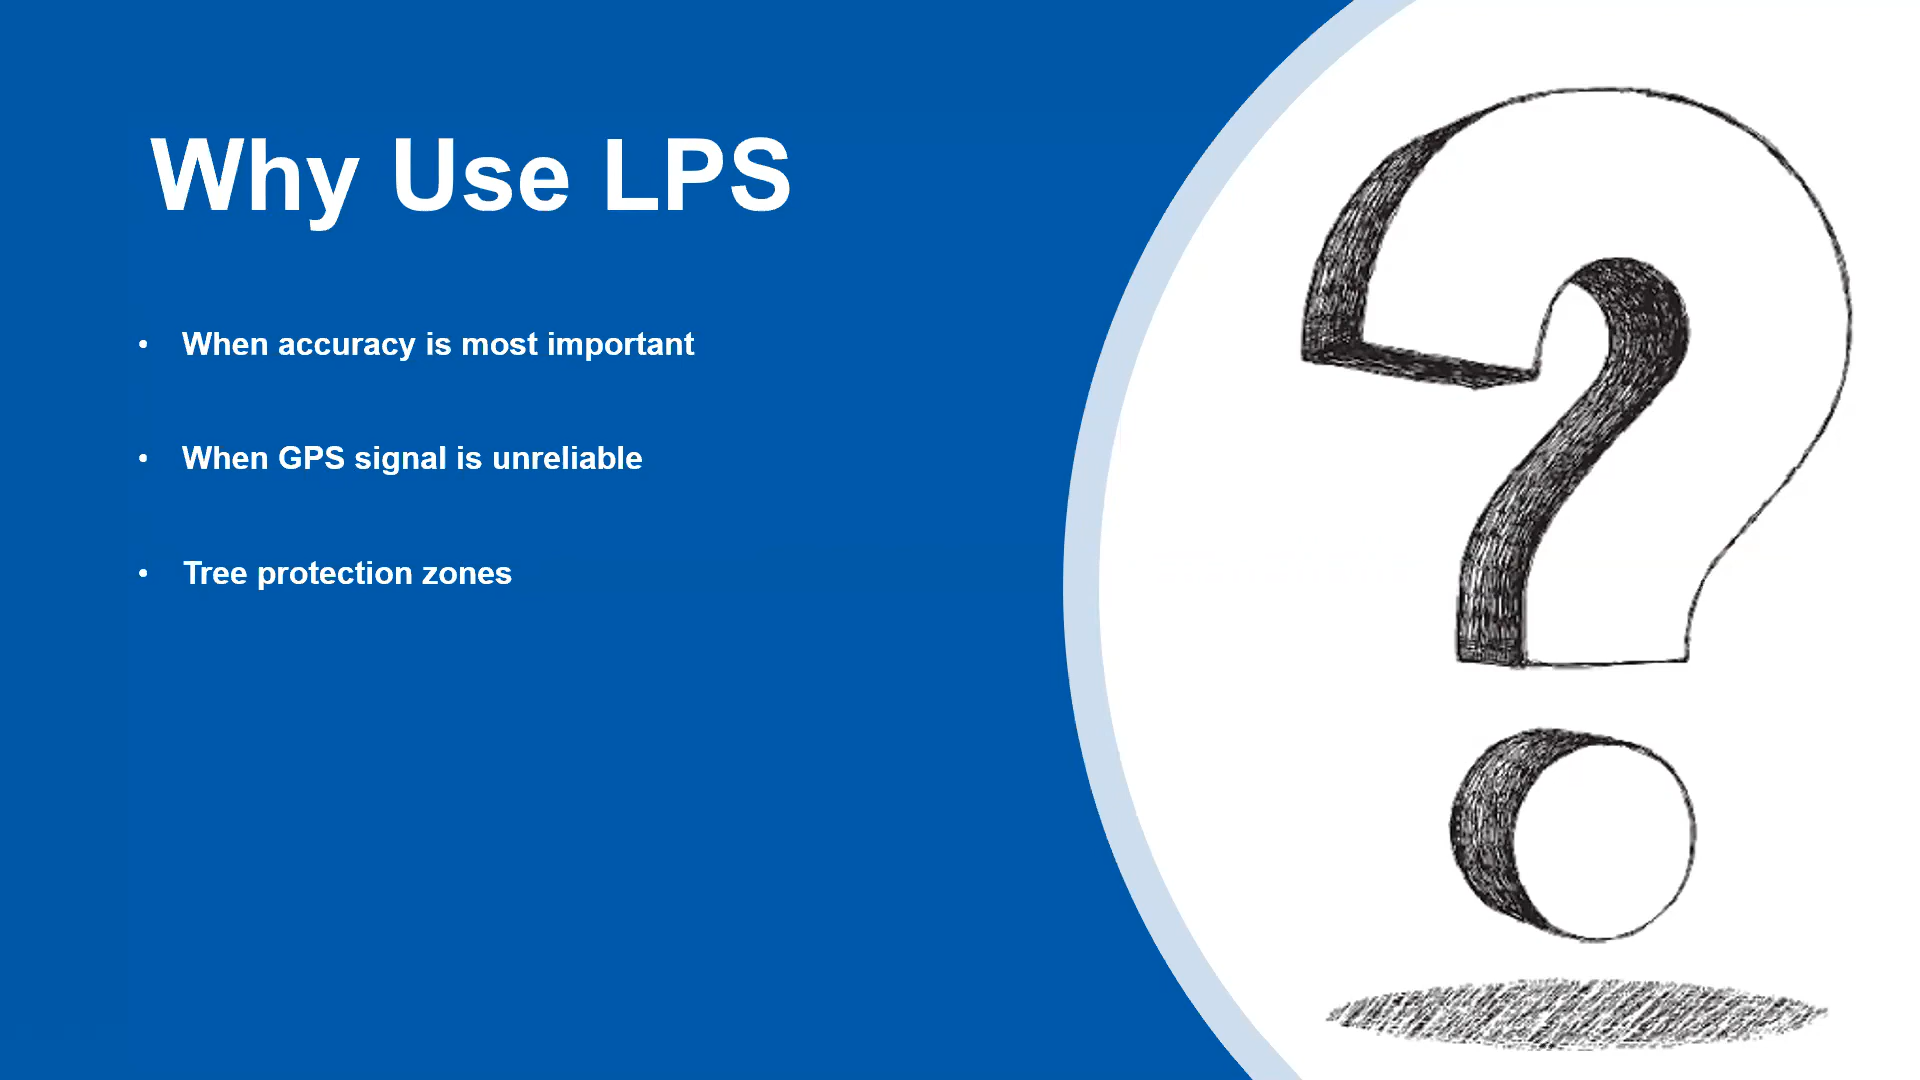 Why Use LPS
• When accuracy is most important
• When GPS signal is unreliable
• Tree protection zones